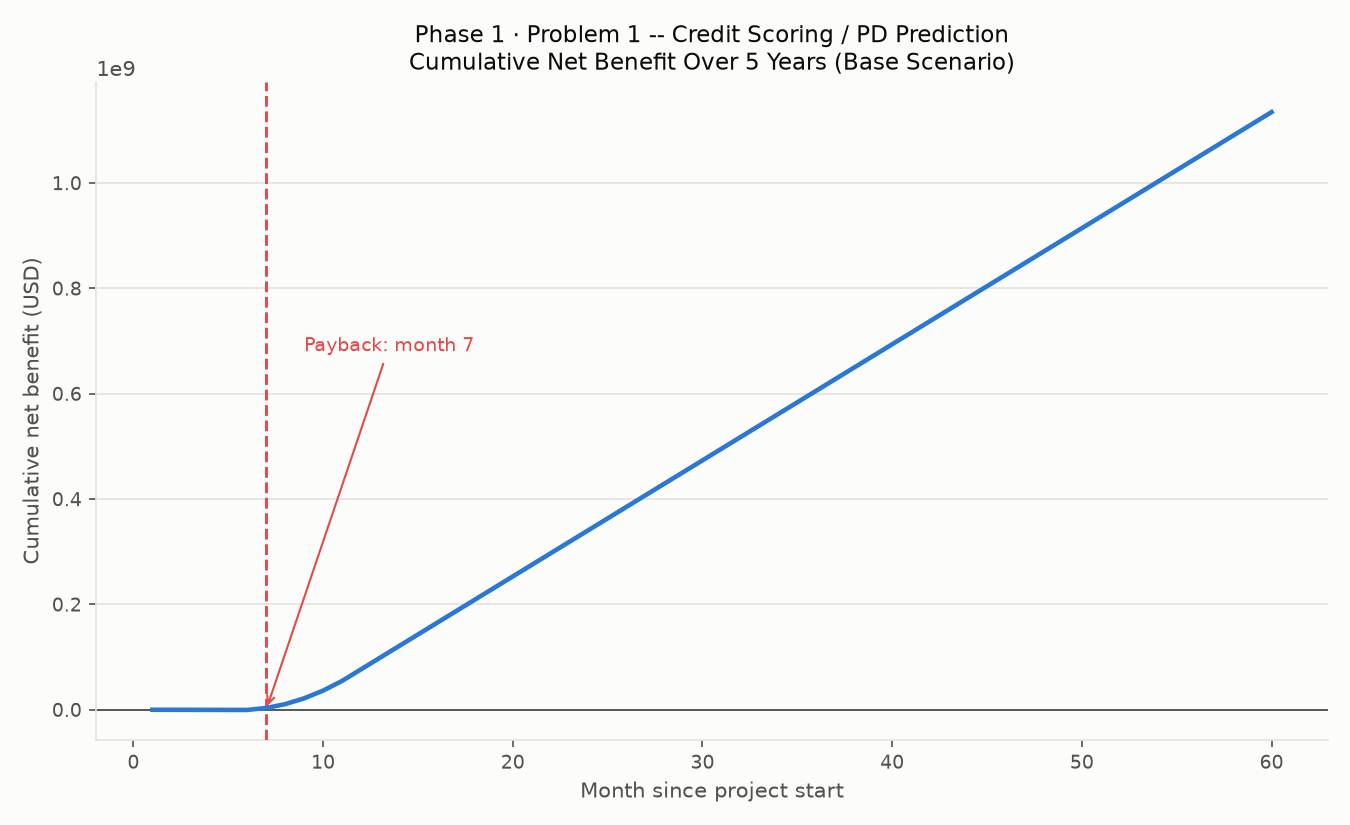 Phase 1 · Problem 1 -- Credit Scoring / PD Prediction
Cumulative Net Benefit Over 5 Years (Base Scenario)
1e9
1.0
0.8
0.6
0.4
0.2
0.0
Cumulative net benefit (USD)
Payback: month 7
0
10
20
30
40
50
60
Month since project start